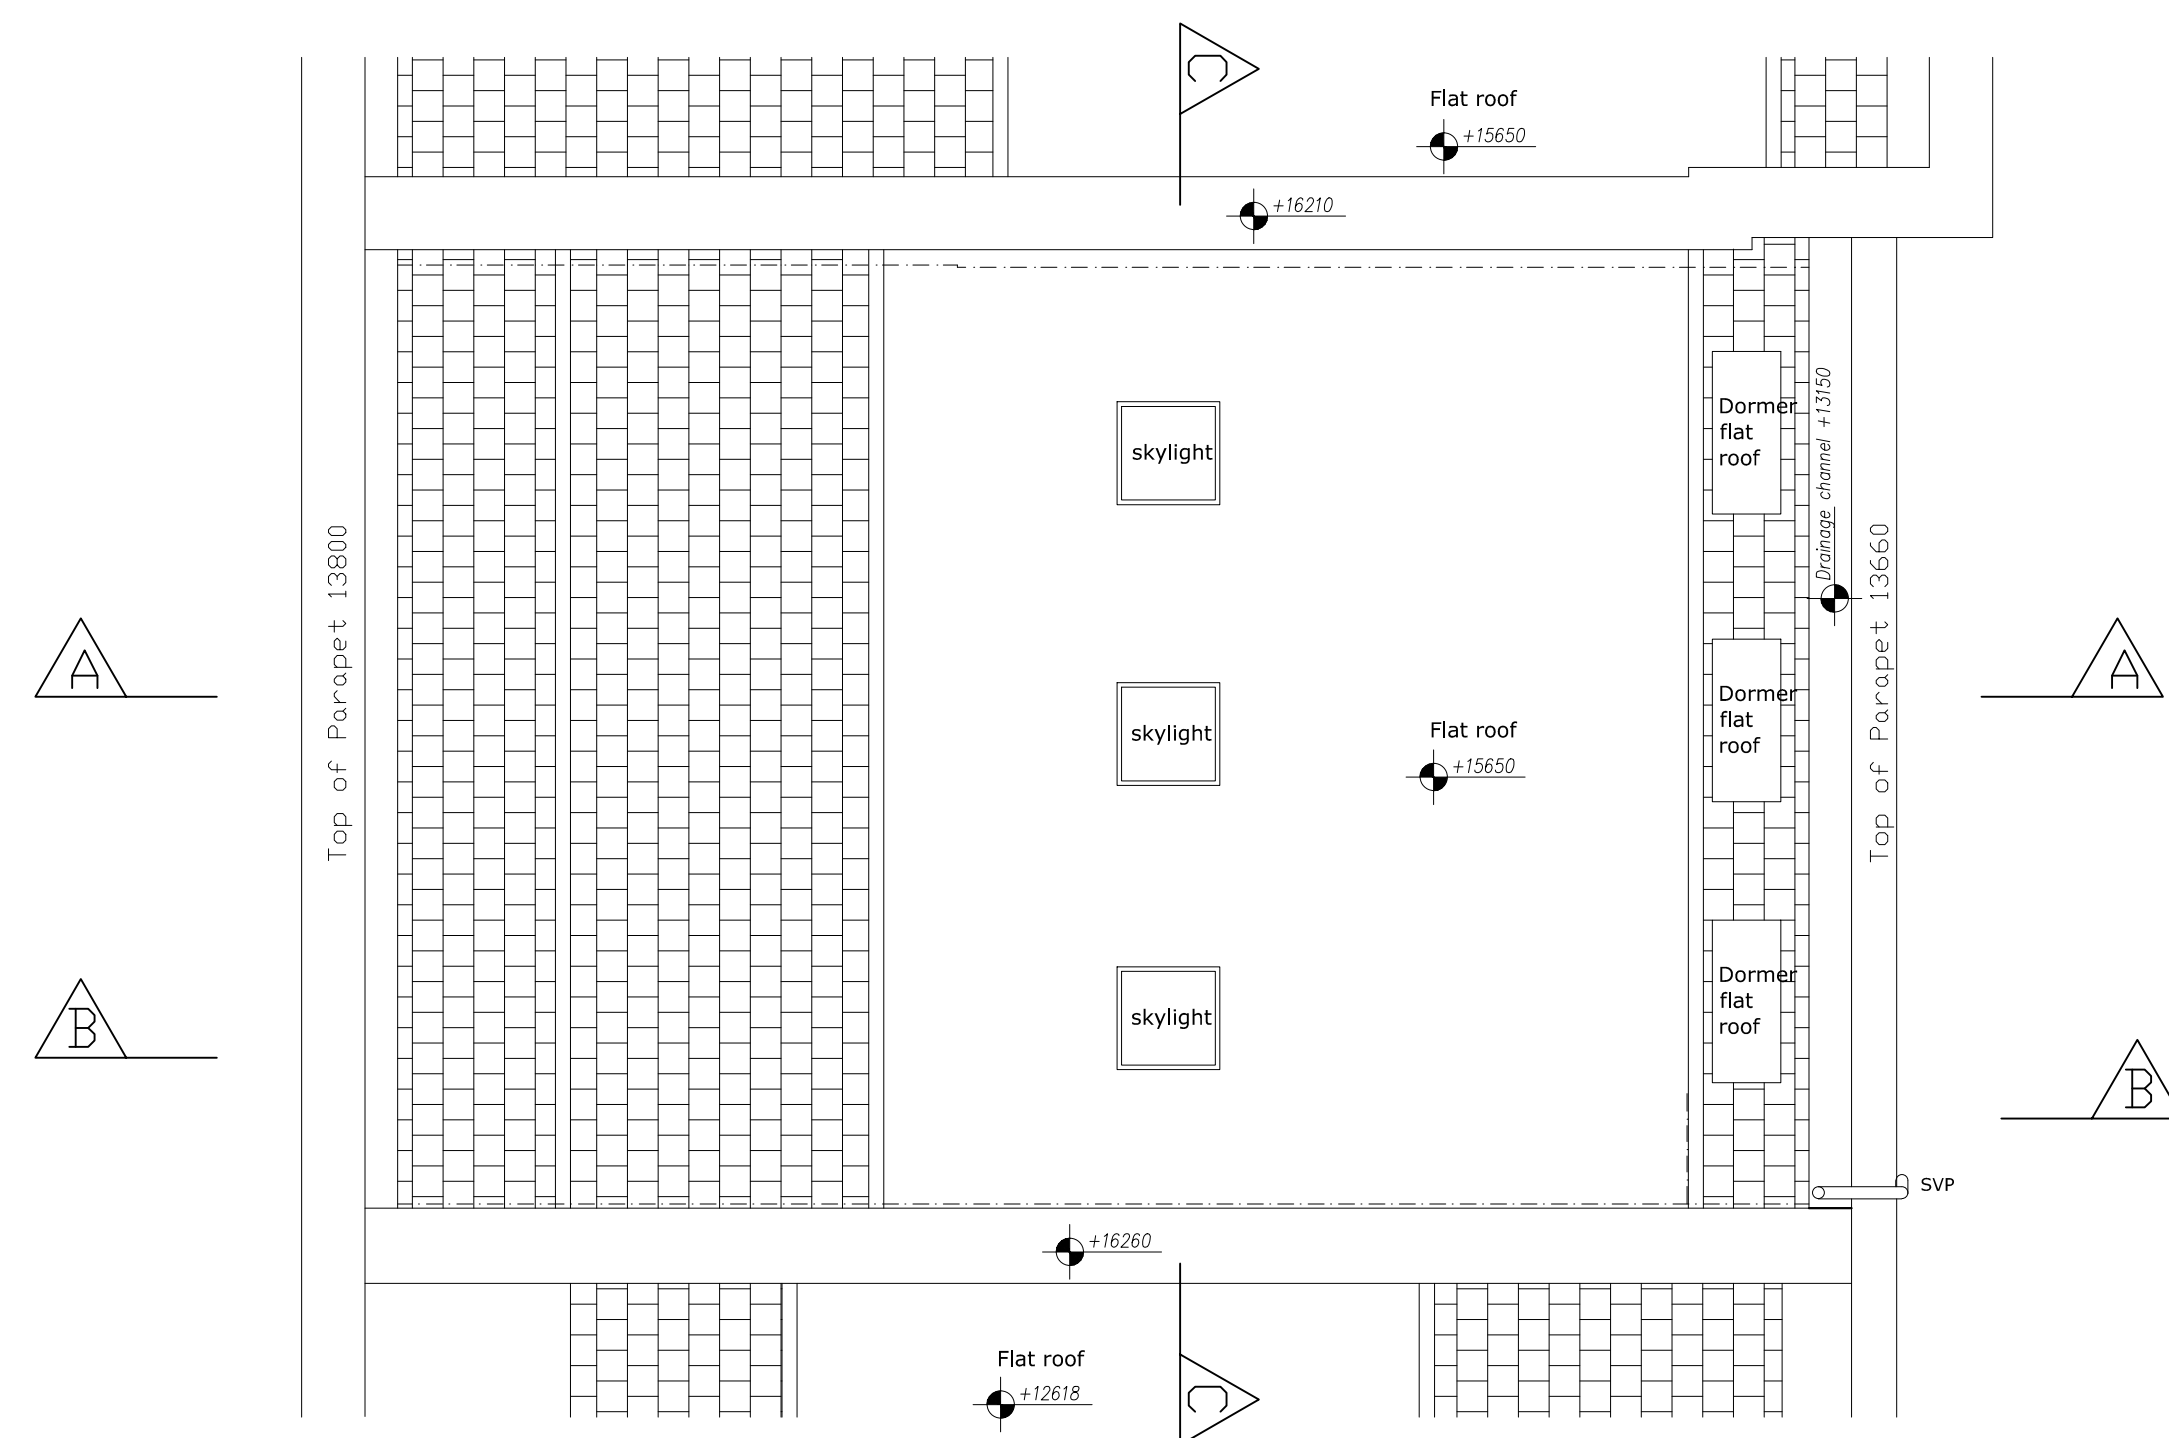 C
Flat roof
+15650
+16210
Dormer
flat
roof
Drainage channel +13150
skylight
Top of Parapet 13800
Top of Parapet 13660
A
A
Dormer
flat
roof
skylight
Flat roof
+15650
Dormer
flat
roof
skylight
B
B
SVP
+16260
Flat roof
+12618
C